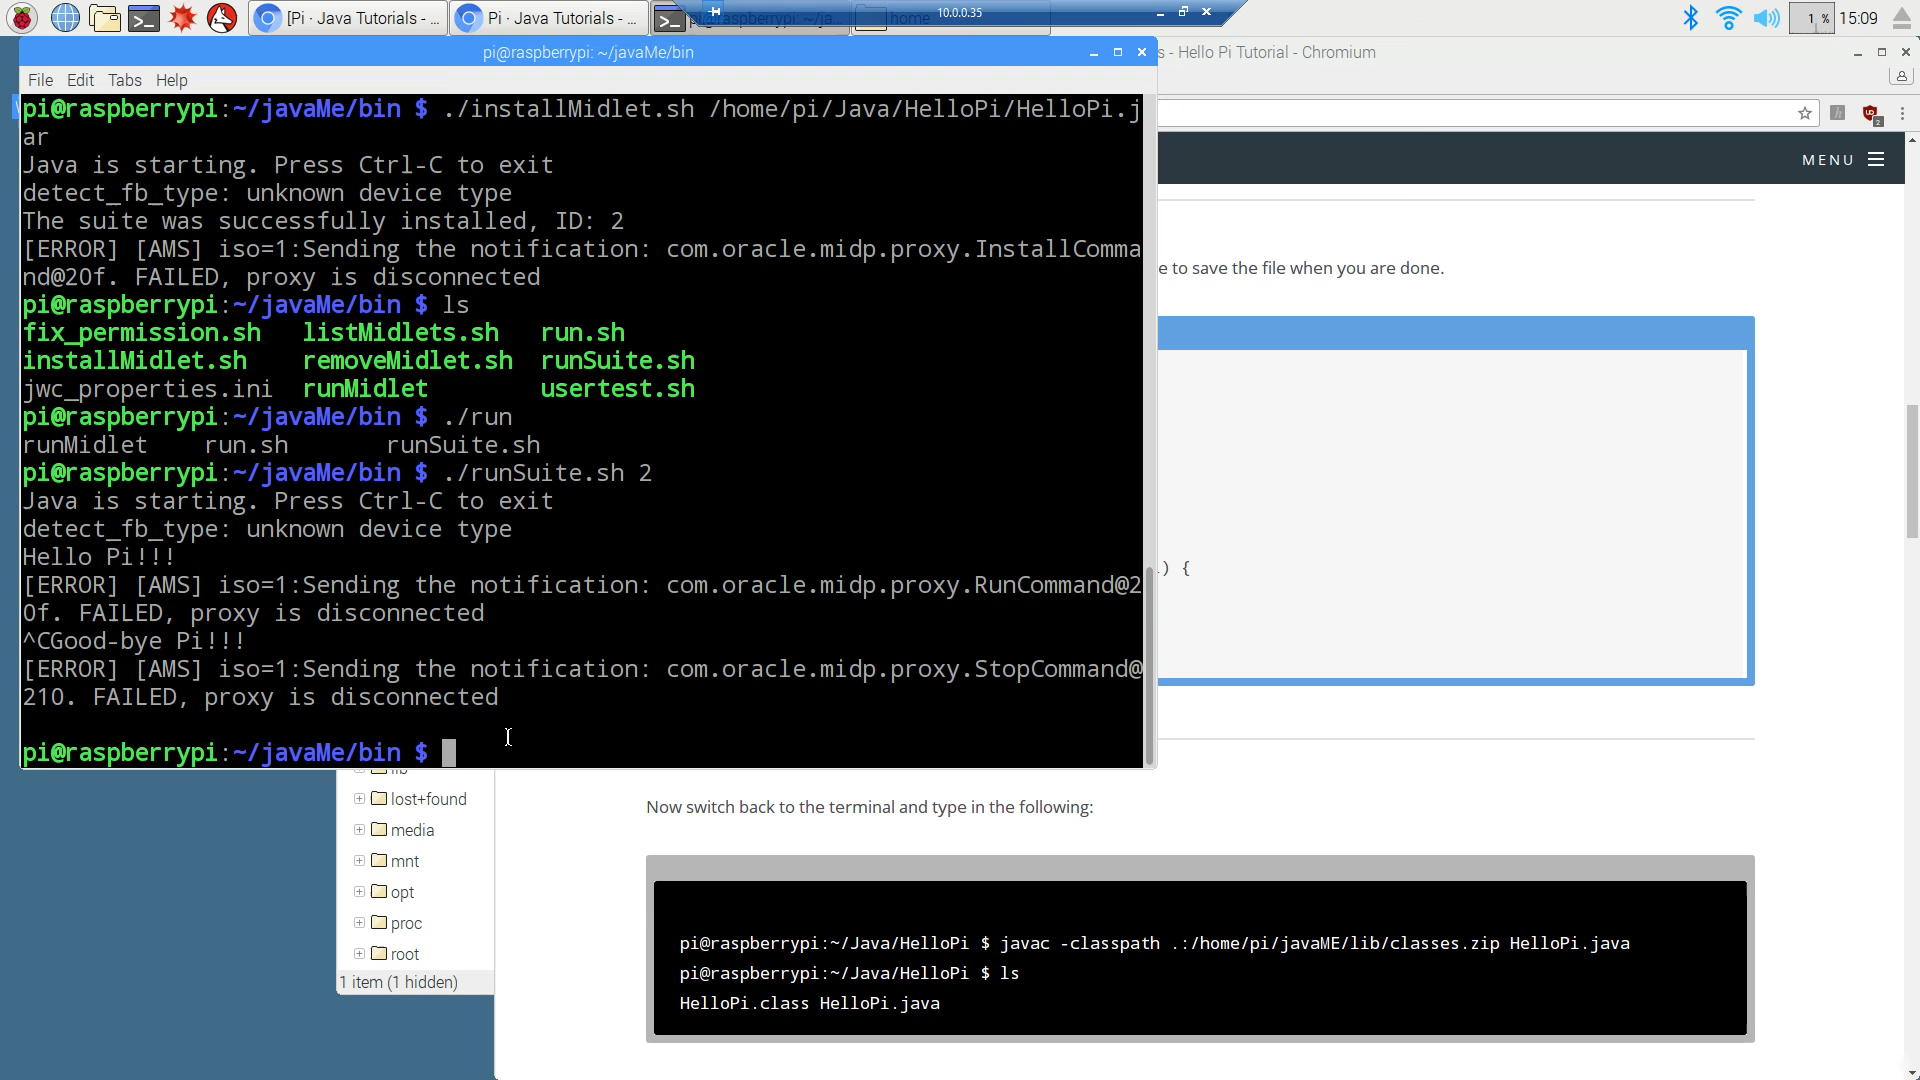 [Pi · Java Tutorials - ...
Pi · Java Tutorials - ...
10.0.0.35
home
1 %
15:09
pi@raspberrypi: ~/javaMe/bin
s - Hello Pi Tutorial - Chromium
File Edit Tabs Help
pi@raspberrypi:~/javaMe/bin $ ./installMidlet.sh /home/pi/Java/HelloPi/HelloPi.j
ar
Java is starting. Press Ctrl-C to exit
detect_fb_type: unknown device type
The suite was successfully installed, ID: 2
[ERROR] [AMS] iso=1:Sending the notification: com.oracle.midp.proxy.InstallComma
nd@20f. FAILED, proxy is disconnected
pi@raspberrypi:~/javaMe/bin $ ls
fix_permission.sh listMidlets.sh run.sh
installMidlet.sh removeMidlet.sh runSuite.sh
jwc_properties.ini runMidlet usertest.sh
pi@raspberrypi:~/javaMe/bin $ ./run
runMidlet run.sh runSuite.sh
pi@raspberrypi:~/javaMe/bin $ ./runSuite.sh 2
Java is starting. Press Ctrl-C to exit
detect_fb_type: unknown device type
Hello Pi!!!
[ERROR] [AMS] iso=1:Sending the notification: com.oracle.midp.proxy.RunCommand@2
0f. FAILED, proxy is disconnected
^CGood-bye Pi!!!
[ERROR] [AMS] iso=1:Sending the notification: com.oracle.midp.proxy.StopCommand@
210. FAILED, proxy is disconnected
pi@raspberrypi:~/javaMe/bin $
MENU
e to save the file when you are done.
.) {
lib
lost+found
media
mnt
opt
proc
root
1 item (1 hidden)
Now switch back to the terminal and type in the following:
pi@raspberrypi:~/Java/HelloPi $ javac -classpath .:/home/pi/javaME/lib/classes.zip HelloPi.java
pi@raspberrypi:~/Java/HelloPi $ ls
HelloPi.class HelloPi.java